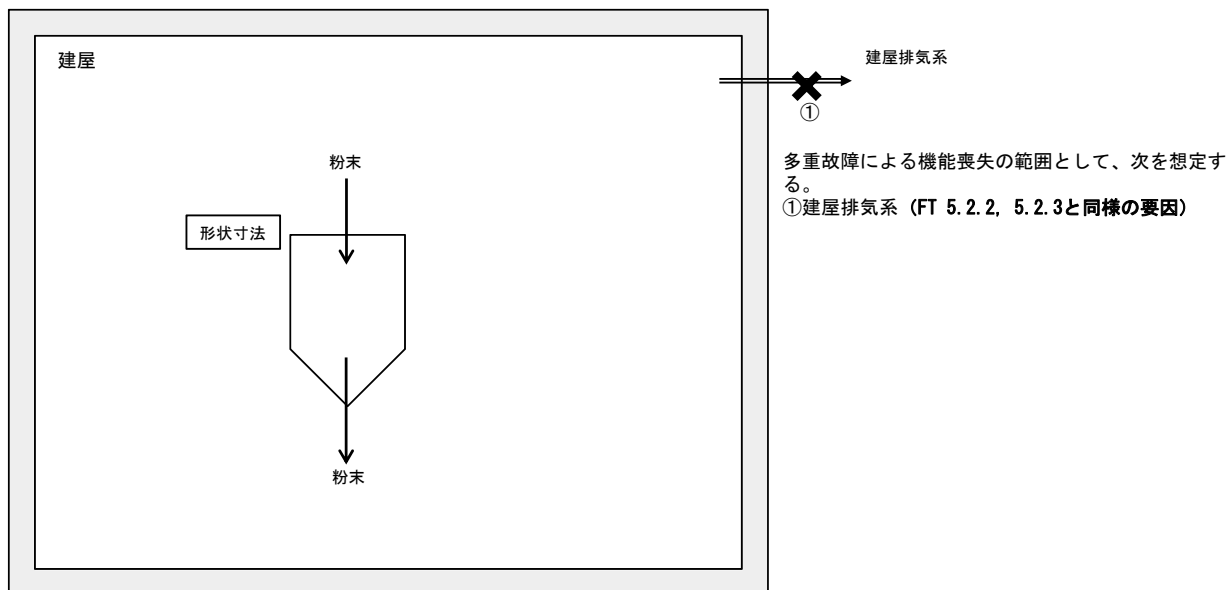 建屋
建屋排気系
①
多重故障による機能喪失の範囲として、次を想定す
る。
①建屋排気系 (FT 5.2.2, 5.2.3と同様の要因)
粉末
形状寸法
粉末